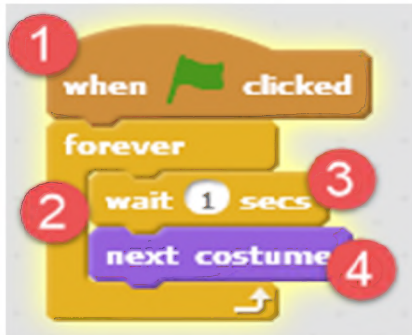 1
when clicked
forever
2
wait 1 secs
3
next costume
4